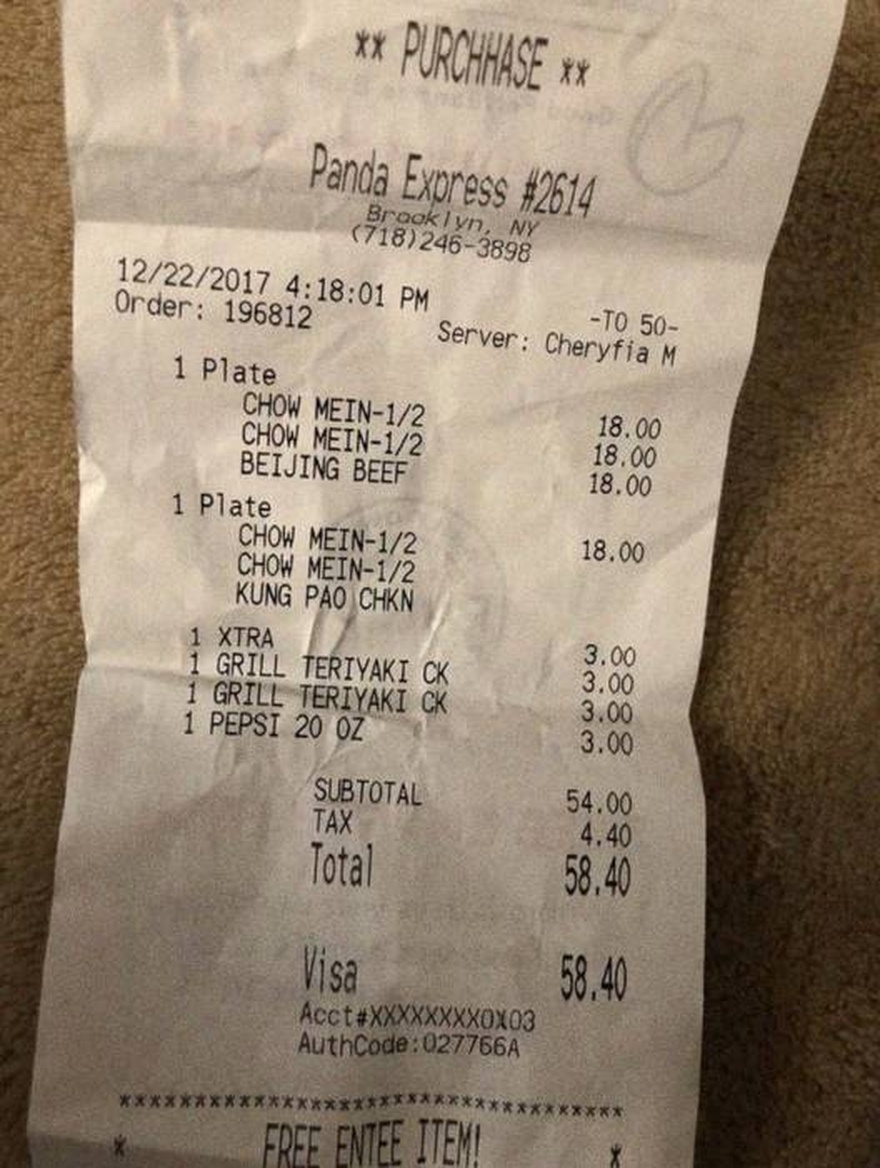 ** PURCHHASE **
Panda Express #2614
Brooklyn, NY
(718)246-3898
12/22/2017 4:18:01 PM -TO 50-
Order: 196812 Server: Cheryfia M
1 Plate
CHOW MEIN-1/2 18.00
CHOW MEIN-1/2 18.00
BEIJING BEEF 18.00
1 Plate
CHOW MEIN-1/2 18.00
CHOW MEIN-1/2
KUNG PAO CHKN
1 XTRA 3.00
1 GRILL TERIYAKI CK 3.00
1 GRILL TERIYAKI CK 3.00
1 PEPSI 20 OZ 3.00
SUBTOTAL 54.00
TAX 4.40
Total 58.40
Visa 58.40
Acct#XXXXXXXX0103
AuthCode:027766A
****************************************
* FREE ENTEE ITEM! *